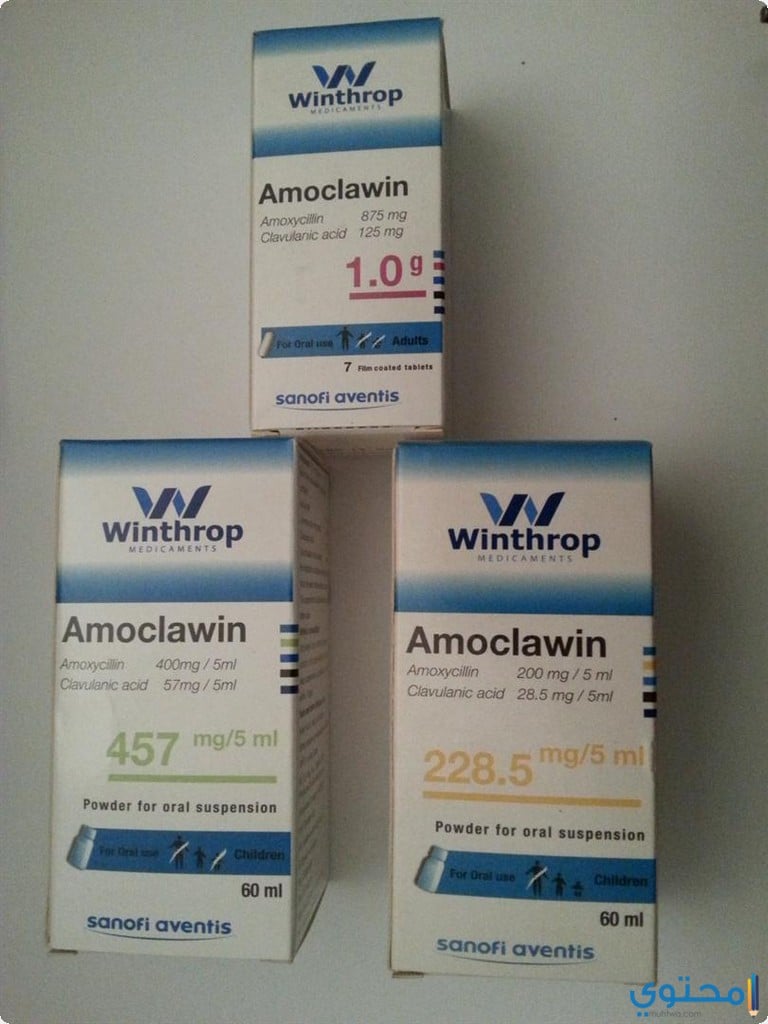 Winthrop
MEDICAMENTS
Amoclawin
Amoxycillin 875 mg
Clavulanic acid 125 mg
1.0 g
For Oral use Adults
7 Film coated tablets
sanofi aventis
Winthrop
MEDICAMENTS
Amoclawin
Amoxycillin 400mg / 5ml
Clavulanic acid 57mg / 5ml
457 mg/5 ml
Powder for oral suspension
For Oral use Children
60 ml
sanofi aventis
Winthrop
MEDICAMENTS
Amoclawin
Amoxycillin 200 mg / 5 ml
Clavulanic acid 28.5 mg / 5ml
228.5 mg/5 ml
Powder for oral suspension
For Oral use Children
60 ml
sanofi aventis
محتوي
muhtwa.com